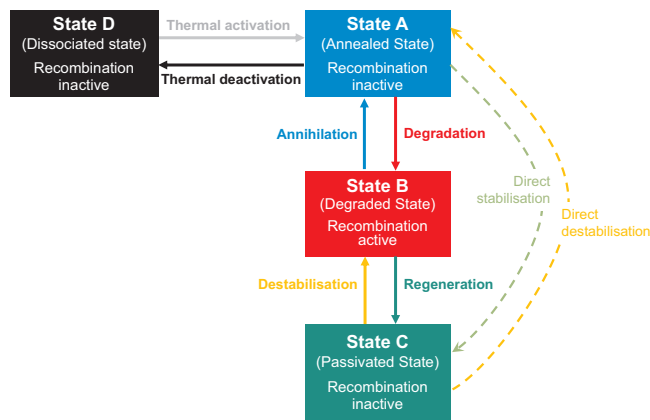 State D
(Dissociated state)
Recombination
inactive
Thermal activation
Thermal deactivation
State A
(Annealed State)
Recombination
inactive
Annihilation
Degradation
State B
(Degraded State)
Recombination
active
Direct
stabilisation
Direct
destabilisation
Destabilisation
Regeneration
State C
(Passivated State)
Recombination
inactive